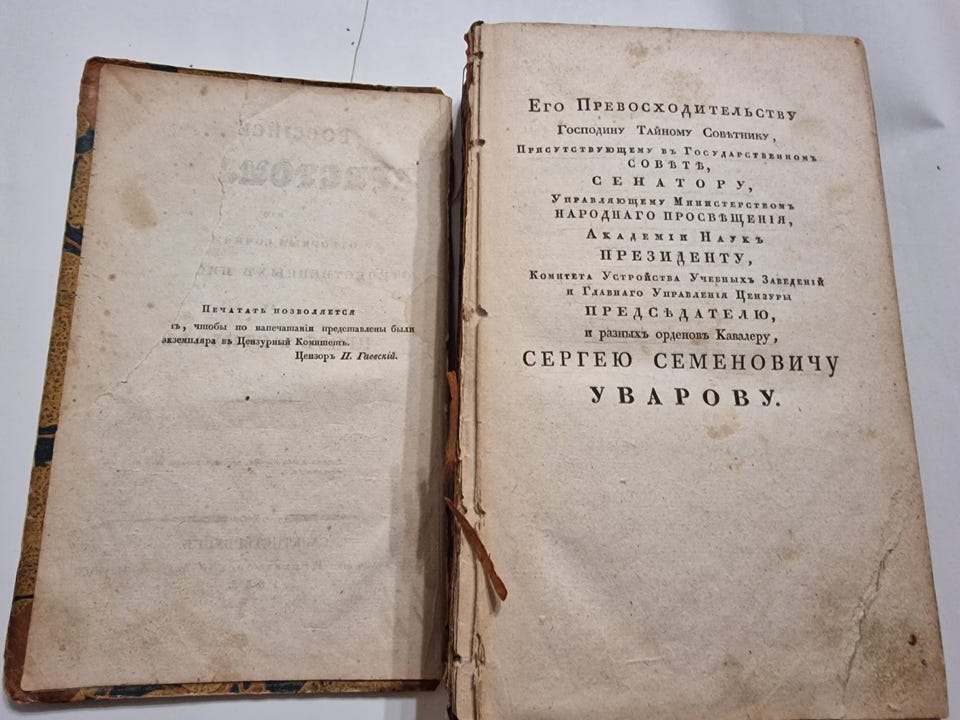 Печатать позволяется
съ, чтобы по напечатаніи представлены были
экземпляра въ Цензурный Комитетъ.
Цензоръ П. Гаевскій.
Его Превосходительству
Господину Тайному Совѣтнику,
Присутствующему въ Государственномъ
Совѣтѣ,
Сенатору,
Управляющему Министерствомъ
Народнаго Просвѣщенія,
Академіи Наукъ
Президенту,
Комитета Устройства Учебныхъ Заведеній
и Главнаго Управленія Цензуры
Предсѣдателю,
и разныхъ орденовъ Кавалеру,
СЕРГЕЮ СЕМЕНОВИЧУ
УВАРОВУ.